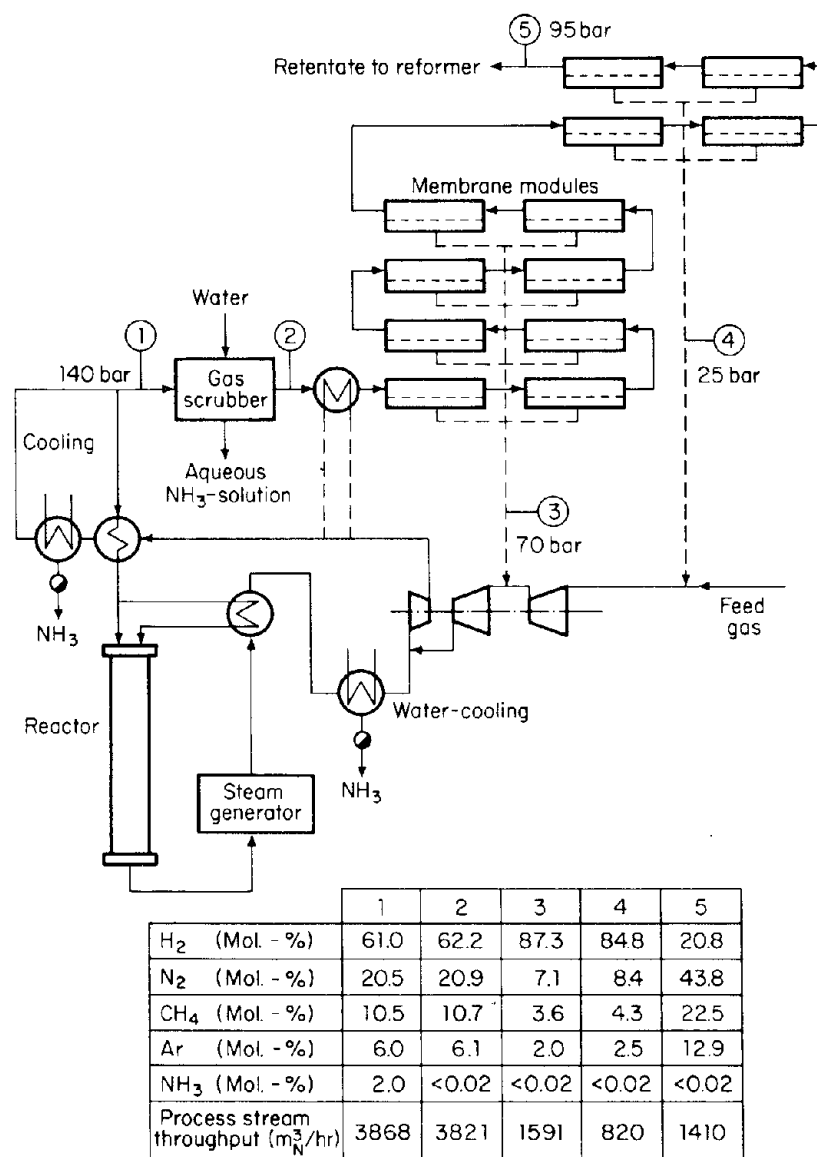 5 95 bar
Retentate to reformer
Membrane modules
Water
1
2
4
140 bar
Gas
scrubber
25 bar
Cooling
Aqueous
NH₃-solution
3
70 bar
Feed
gas
NH₃
Water-cooling
Reactor
NH₃
Steam
generator
1 2 3 4 5
H₂ (Mol. - %) 61.0 62.2 87.3 84.8 20.8
N₂ (Mol. - %) 20.5 20.9 7.1 8.4 43.8
CH₄ (Mol. - %) 10.5 10.7 3.6 4.3 22.5
Ar (Mol. - %) 6.0 6.1 2.0 2.5 12.9
NH₃ (Mol. - %) 2.0 <0.02 <0.02 <0.02 <0.02
Process stream
throughput (m³N/hr) 3868 3821 1591 820 1410